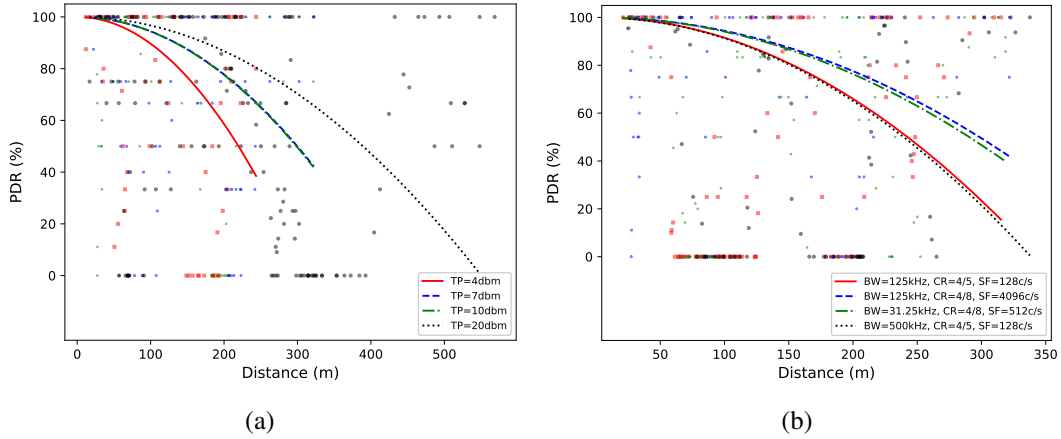 100
80
60
40
20
0
PDR (%)
0 100 200 300 400 500
Distance (m)
TP=4dbm
TP=7dbm
TP=10dbm
TP=20dbm
(a)
100
80
60
40
20
0
PDR (%)
50 100 150 200 250 300 350
Distance (m)
BW=125kHz, CR=4/5, SF=128c/s
BW=125kHz, CR=4/8, SF=4096c/s
BW=31.25kHz, CR=4/8, SF=512c/s
BW=500kHz, CR=4/5, SF=128c/s
(b)